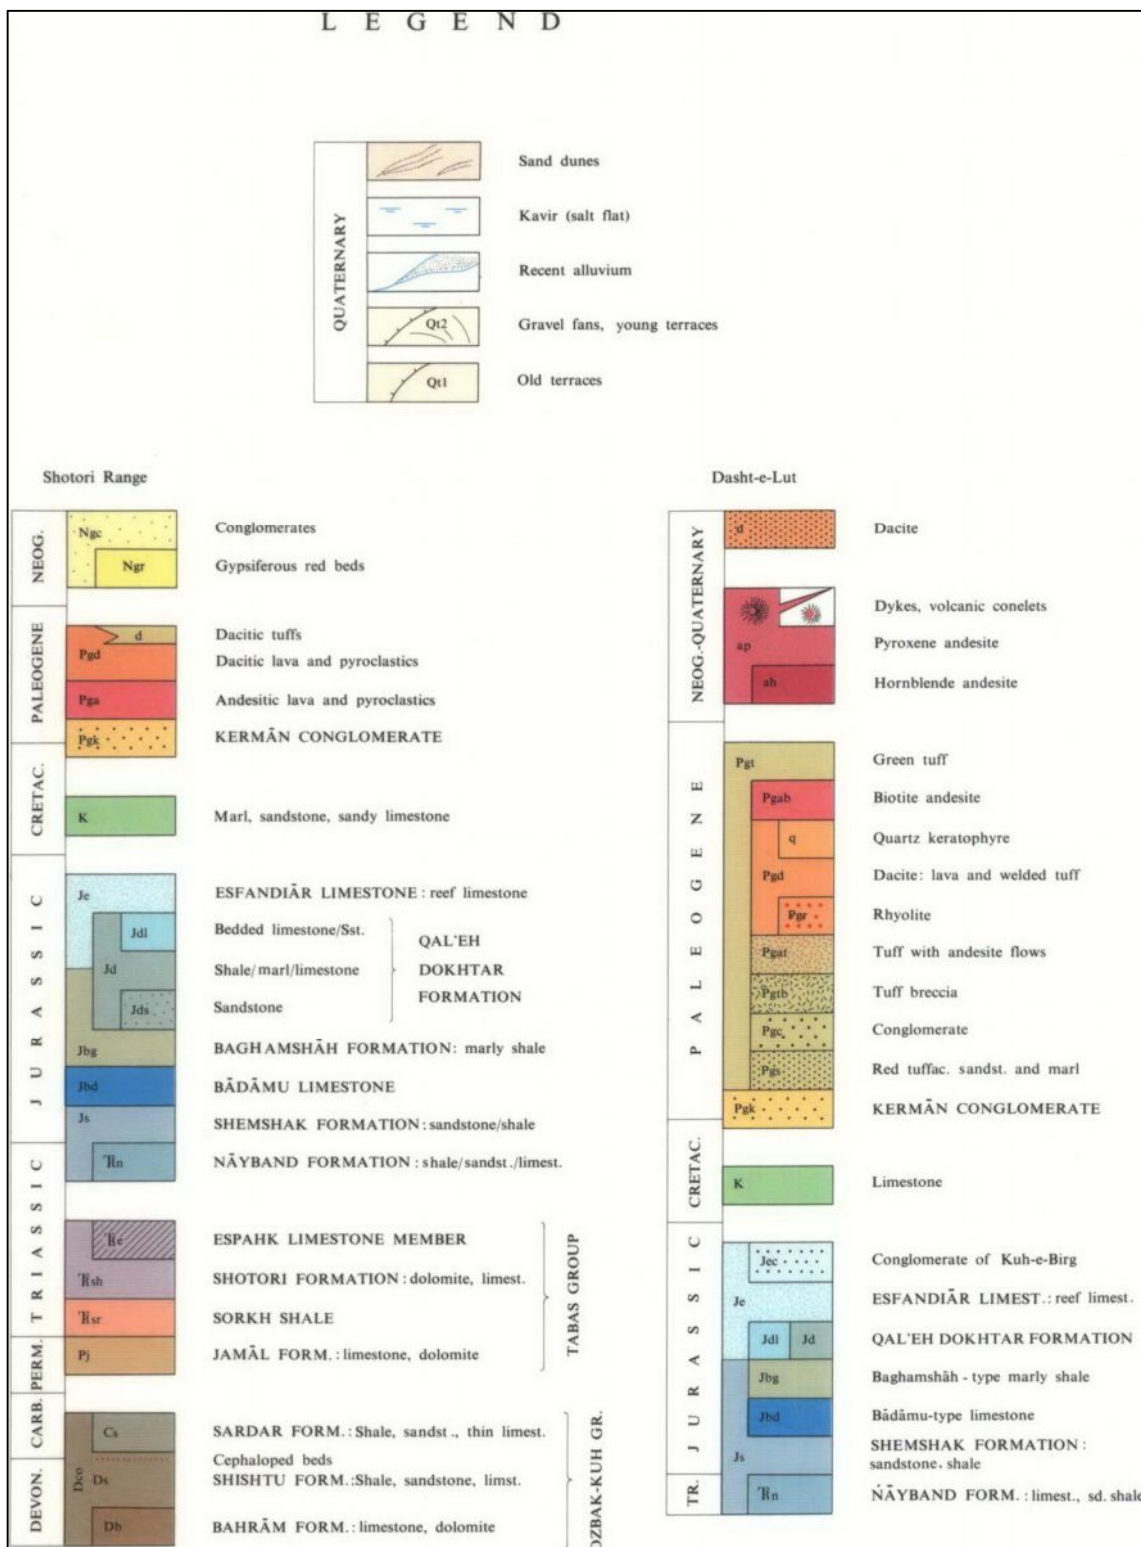 LEGEND
QUATERNARY
Sand dunes
Kavir (salt flat)
Recent alluvium
Qt2 Gravel fans, young terraces
Qt1 Old terraces
Shotori Range
NEOG.
Ngc Conglomerates
Ngr Gypsiferous red beds
PALEOGENE
d Dacitic tuffs
Pgd Dacitic lava and pyroclastics
Pga Andesitic lava and pyroclastics
Pgk KERMĀN CONGLOMERATE
CRETAC.
K Marl, sandstone, sandy limestone
JURASSIC
Je ESFANDIĀR LIMESTONE : reef limestone
Jdl Bedded limestone/Sst.
Jd Shale/marl/limestone
Jds Sandstone
QAL'EH
DOKHTAR
FORMATION
Jbg BAGHAMSHĀH FORMATION: marly shale
Jbd BĀDĀMU LIMESTONE
Js SHEMSHAK FORMATION : sandstone/shale
TRIASSIC
Ŧn NĀYBAND FORMATION : shale/sandst./limest.
Ŧe ESPAHK LIMESTONE MEMBER
Ŧsh SHOTORI FORMATION : dolomite, limest.
Ŧsr SORKH SHALE
PERM.
Pj JAMĀL FORM. : limestone, dolomite
TABAS GROUP
CARB.
Cs SARDAR FORM. : Shale, sandst ., thin limest.
Cephaloped beds
DEVON.
Dco
Ds SHISHTU FORM. :Shale, sandstone, limst.
Db BAHRĀM FORM. : limestone, dolomite
OZBAK-KUH GR.
Dasht-e-Lut
NEOG.-QUATERNARY
d Dacite
Dykes, volcanic conelets
ap Pyroxene andesite
ah Hornblende andesite
PALEOGENE
Pgt Green tuff
Pgab Biotite andesite
q Quartz keratophyre
Pgd Dacite: lava and welded tuff
Pgr Rhyolite
Pgat Tuff with andesite flows
Pgtb Tuff breccia
Pgc Conglomerate
Pgs Red tuffac. sandst. and marl
Pgk KERMĀN CONGLOMERATE
CRETAC.
K Limestone
JURASSIC
Jec Conglomerate of Kuh-e-Birg
Je ESFANDIĀR LIMEST. : reef limest.
Jdl Jd QAL'EH DOKHTAR FORMATION
Jbg Baghamshāh - type marly shale
Jbd Bādāmu-type limestone
Js SHEMSHAK FORMATION :
sandstone, shale
TR.
Ŧn NĀYBAND FORM. : limest., sd. shale